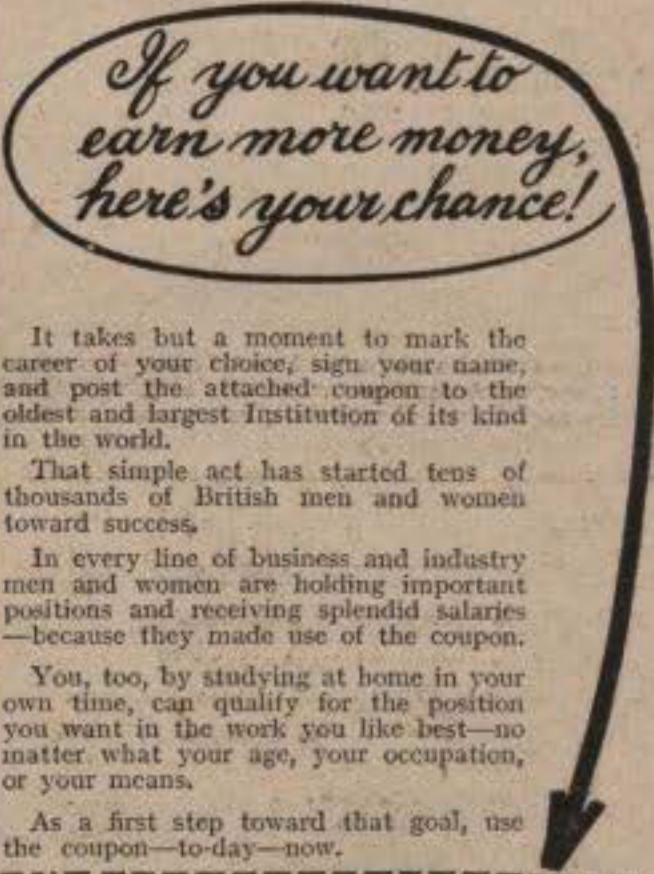 If you want to
earn more money,
here's your chance!
It takes but a moment to mark the
career of your choice, sign your name,
and post the attached coupon to the
oldest and largest Institution of its kind
in the world.
That simple act has started tens of
thousands of British men and women
toward success.
In every line of business and industry
men and women are holding important
positions and receiving splendid salaries
—because they made use of the coupon.
You, too, by studying at home in your
own time, can qualify for the position
you want in the work you like best—no
matter what your age, your occupation,
or your means.
As a first step toward that goal, use
the coupon—to-day—now.